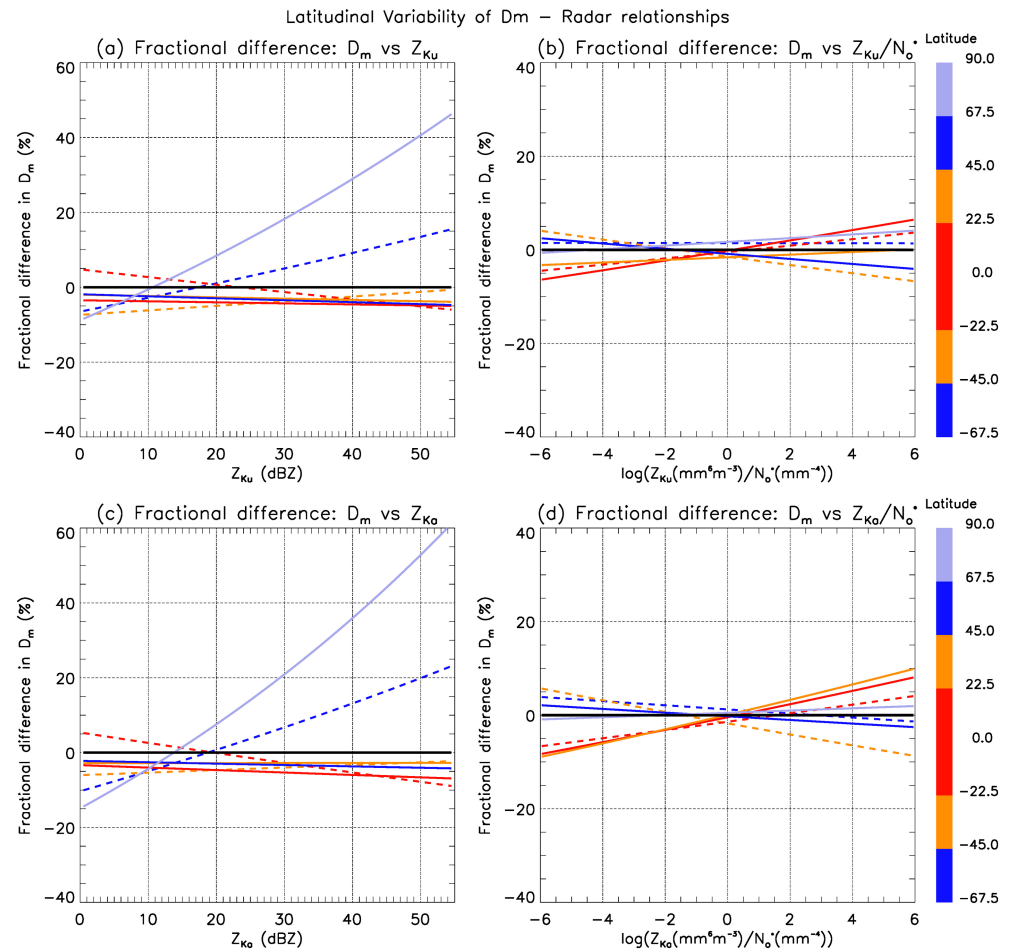 Latitudinal Variability of Dm – Radar relationships
(a) Fractional difference: Dm vs ZKu
(b) Fractional difference: Dm vs ZKu/No*
Latitude
Fractional difference in Dm (%)
60
40
20
0
−20
−40
0 10 20 30 40 50
ZKu (dBZ)
Fractional difference in Dm (%)
40
20
0
−20
−40
−6 −4 −2 0 2 4 6
log(ZKu(mm⁶m⁻³)/No*(mm⁻⁴))
90.0
67.5
45.0
22.5
0.0
−22.5
−45.0
−67.5
(c) Fractional difference: Dm vs ZKa
(d) Fractional difference: Dm vs ZKa/No*
Latitude
Fractional difference in Dm (%)
60
40
20
0
−20
−40
0 10 20 30 40 50
ZKa (dBZ)
Fractional difference in Dm (%)
40
20
0
−20
−40
−6 −4 −2 0 2 4 6
log(ZKa(mm⁶m⁻³)/No*(mm⁻⁴))
90.0
67.5
45.0
22.5
0.0
−22.5
−45.0
−67.5